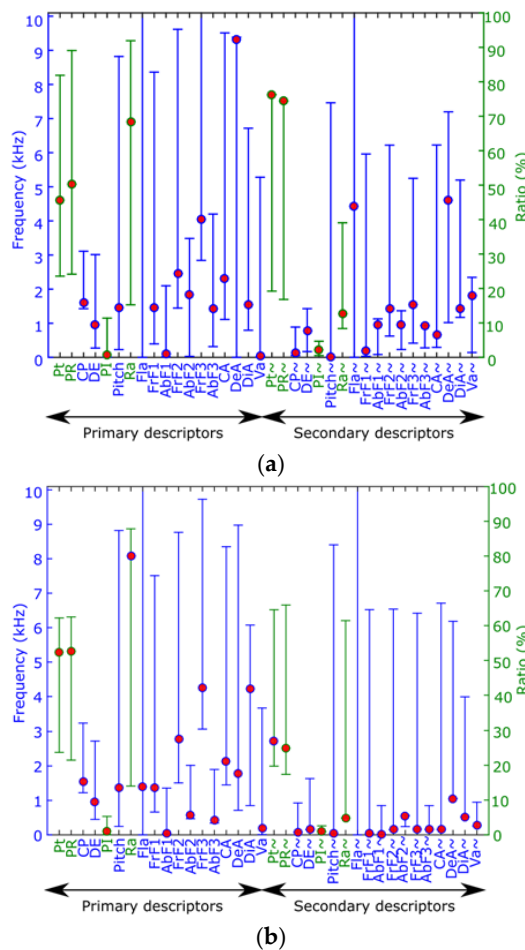 Frequency (kHz)
10
9
8
7
6
5
4
3
2
1
0
100
90
80
70
60
50
40
30
20
10
0
Ratio (%)
Pt
PR
CP
DE
PI
Pitch
Ra
Fla
FrF1
AbF1
FrF2
AbF2
FrF3
AbF3
CA
DeA
DiA
Va
Pt~
PR~
CP~
DE~
PI~
Pitch~
Ra~
Fla~
FrF1~
AbF1~
FrF2~
AbF2~
FrF3~
AbF3~
CA~
DeA~
DiA~
Va~
Primary descriptors
Secondary descriptors
(a)
Frequency (kHz)
10
9
8
7
6
5
4
3
2
1
0
100
90
80
70
60
50
40
30
20
10
0
Ratio (%)
Pt
PR
CP
DE
PI
Pitch
Ra
Fla
FrF1
AbF1
FrF2
AbF2
FrF3
AbF3
CA
DeA
DiA
Va
Pt~
PR~
CP~
DE~
PI~
Pitch~
Ra~
Fla~
FrF1~
AbF1~
FrF2~
AbF2~
FrF3~
AbF3~
CA~
DeA~
DiA~
Va~
Primary descriptors
Secondary descriptors
(b)